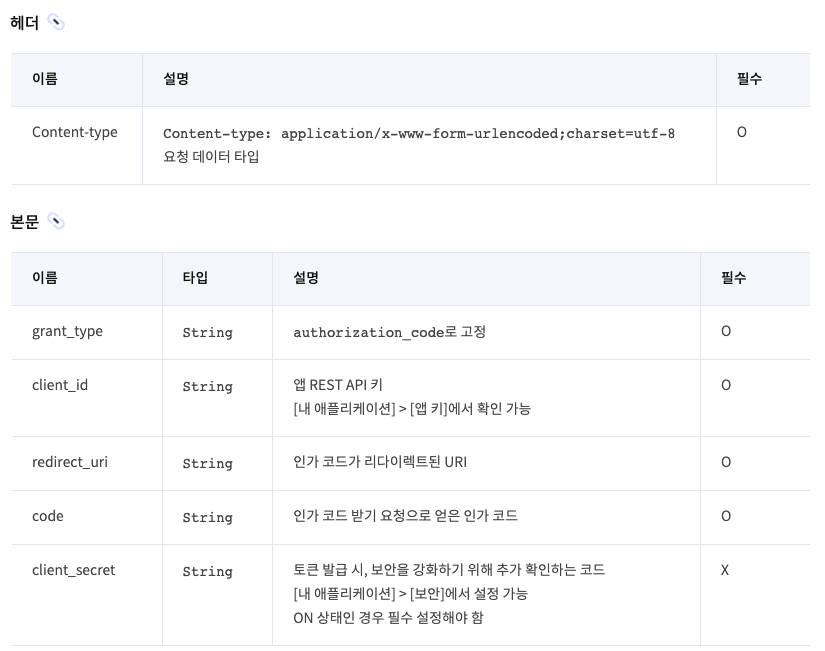 헤더
이름 설명 필수
Content-type Content-type: application/x-www-form-urlencoded;charset=utf-8 O
요청 데이터 타입
본문
이름 타입 설명 필수
grant_type String authorization_code로 고정 O
client_id String 앱 REST API 키 O
[내 애플리케이션] > [앱 키]에서 확인 가능
redirect_uri String 인가 코드가 리다이렉트된 URI O
code String 인가 코드 받기 요청으로 얻은 인가 코드 O
client_secret String 토큰 발급 시, 보안을 강화하기 위해 추가 확인하는 코드 X
[내 애플리케이션] > [보안]에서 설정 가능
ON 상태인 경우 필수 설정해야 함